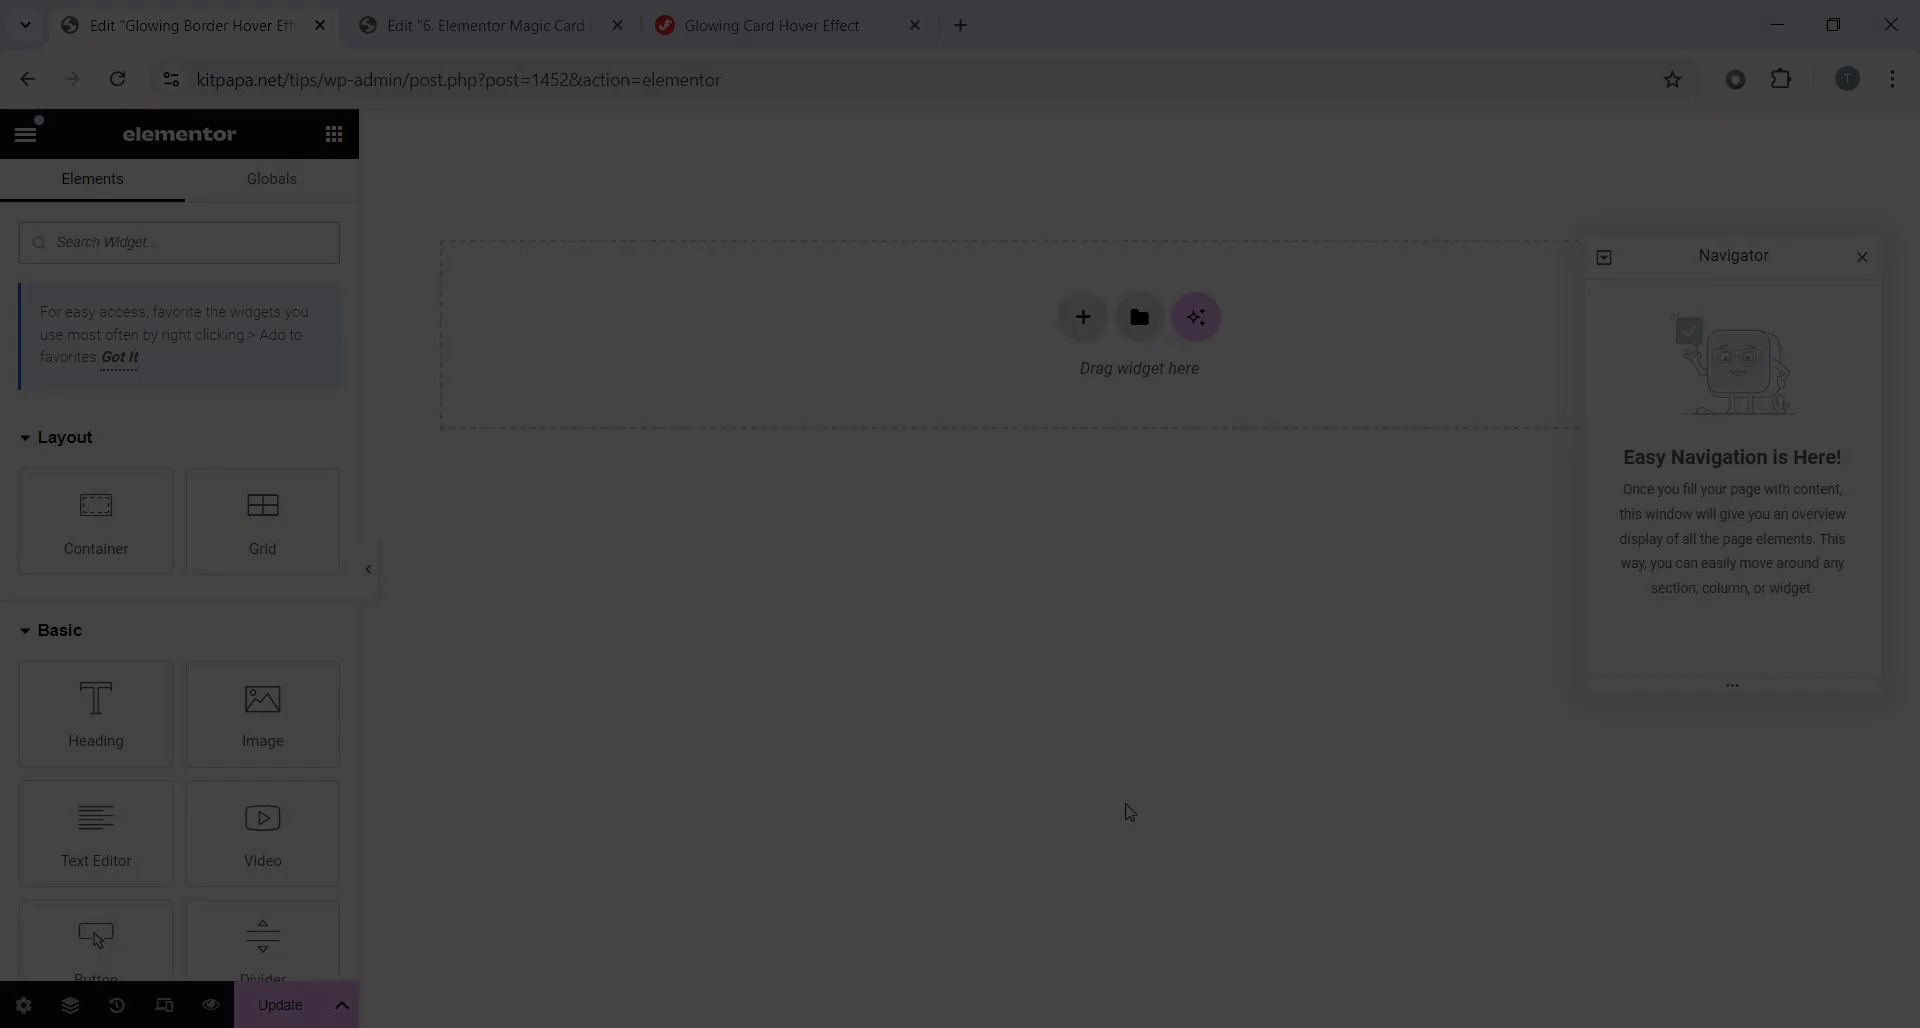 Edit "Glowing Border Hover Eff
Edit "6. Elementor Magic Card
Glowing Card Hover Effect
kitpapa.net/tips/wp-admin/post.php?post=1452&action=elementor
T
elementor
Elements
Globals
Search Widget...
For easy access, favorite the widgets you
use most often by right clicking > Add to
favorites. Got It
Layout
Container
Grid
Basic
Heading
Image
Text Editor
Video
Button
Divider
Update
Drag widget here
Navigator
Easy Navigation is Here!
Once you fill your page with content,
this window will give you an overview
display of all the page elements. This
way, you can easily move around any
section, column, or widget.